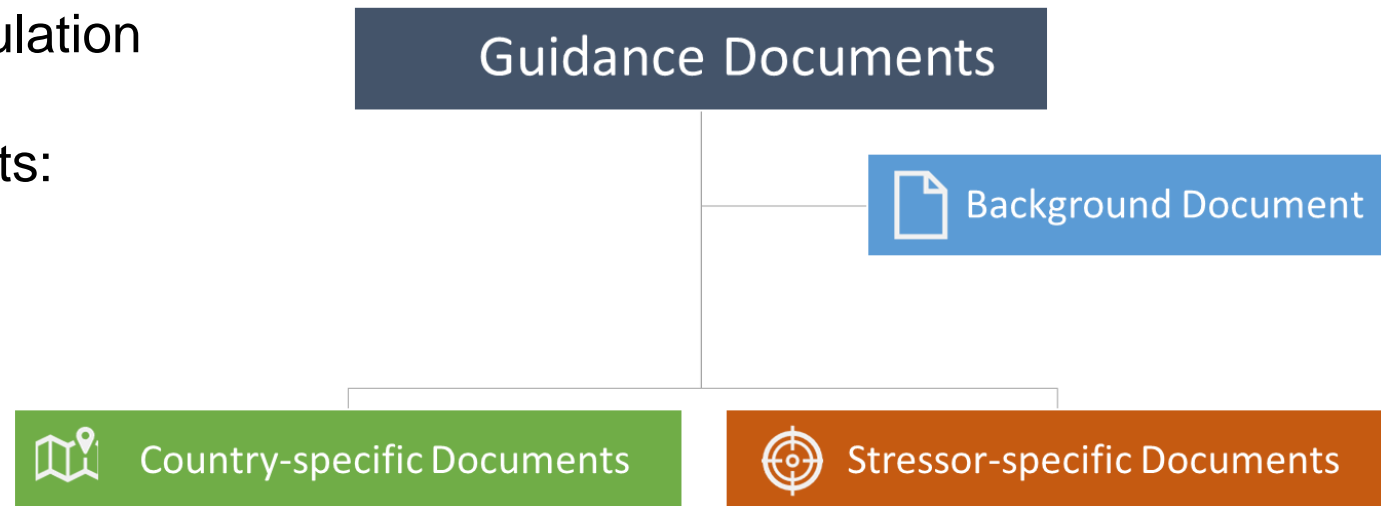 ulation
Guidance Documents
ts:
Background Document
Country-specific Documents
Stressor-specific Documents